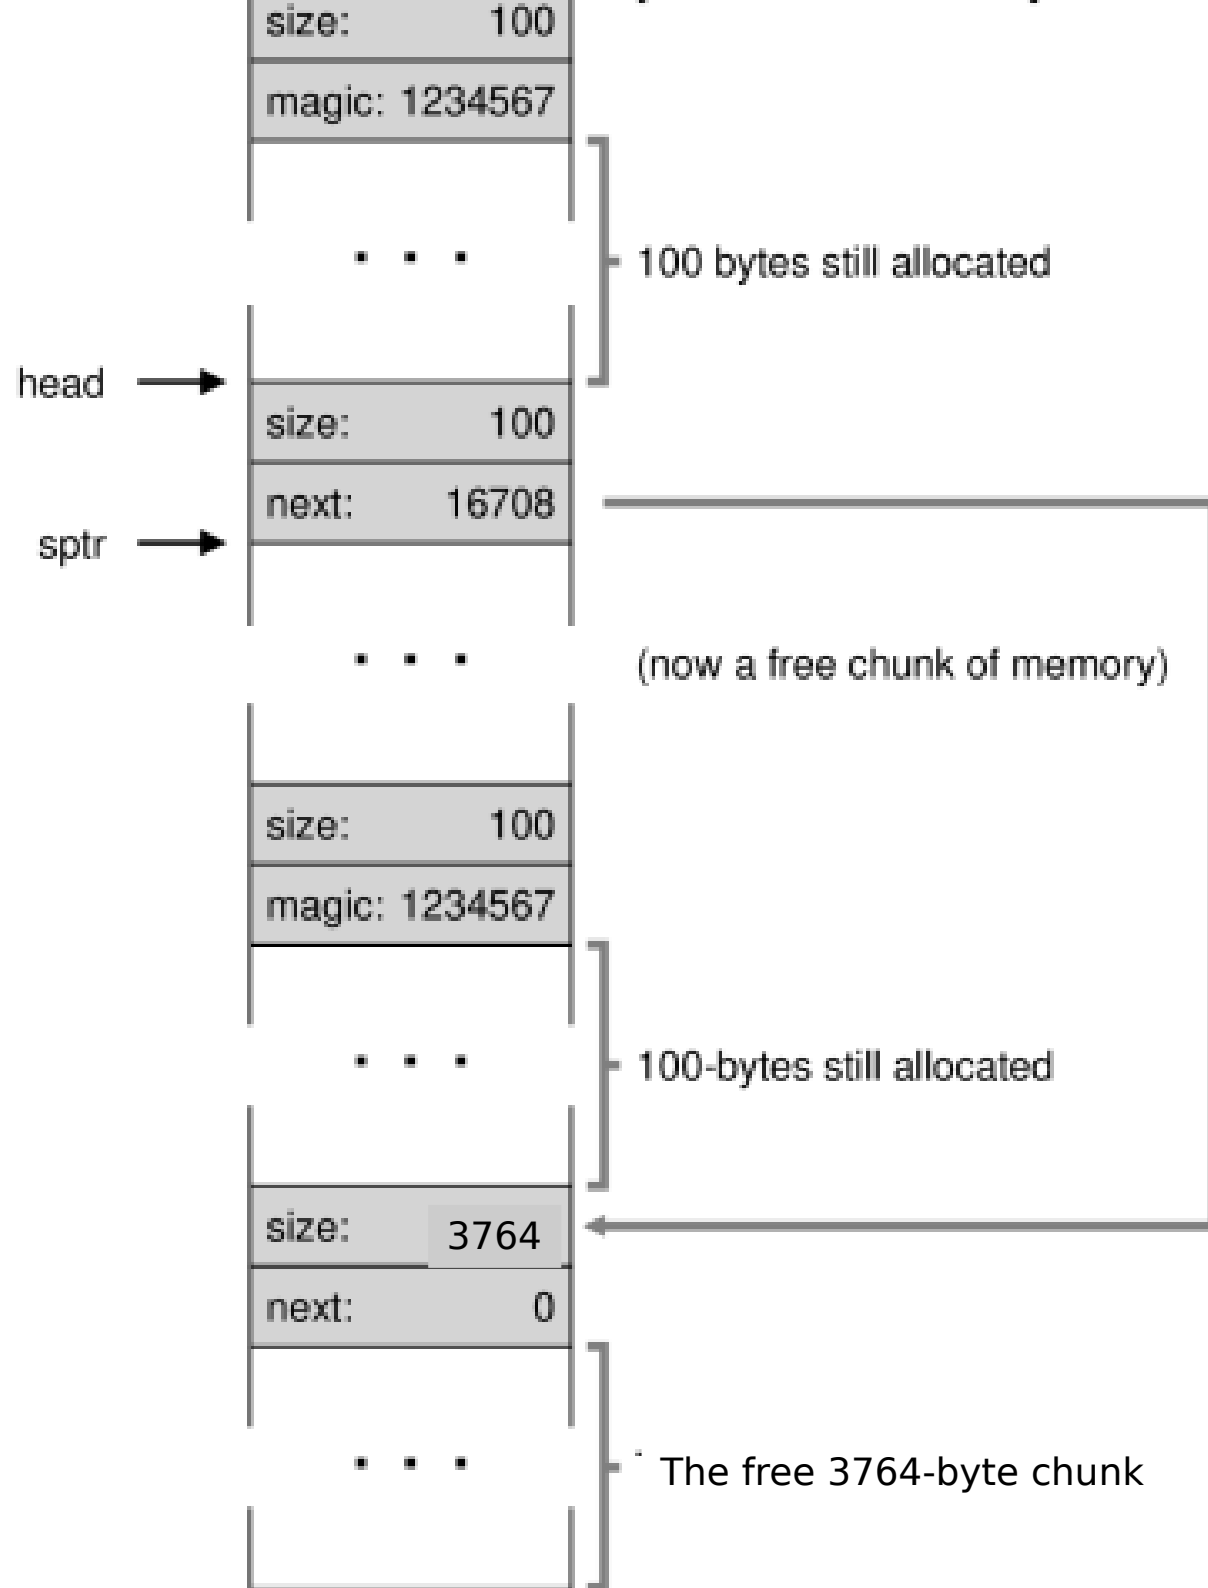 size: 100
magic: 1234567
100 bytes still allocated
head
size: 100
next: 16708
sptr
(now a free chunk of memory)
size: 100
magic: 1234567
100-bytes still allocated
size: 3764
next: 0
The free 3764-byte chunk